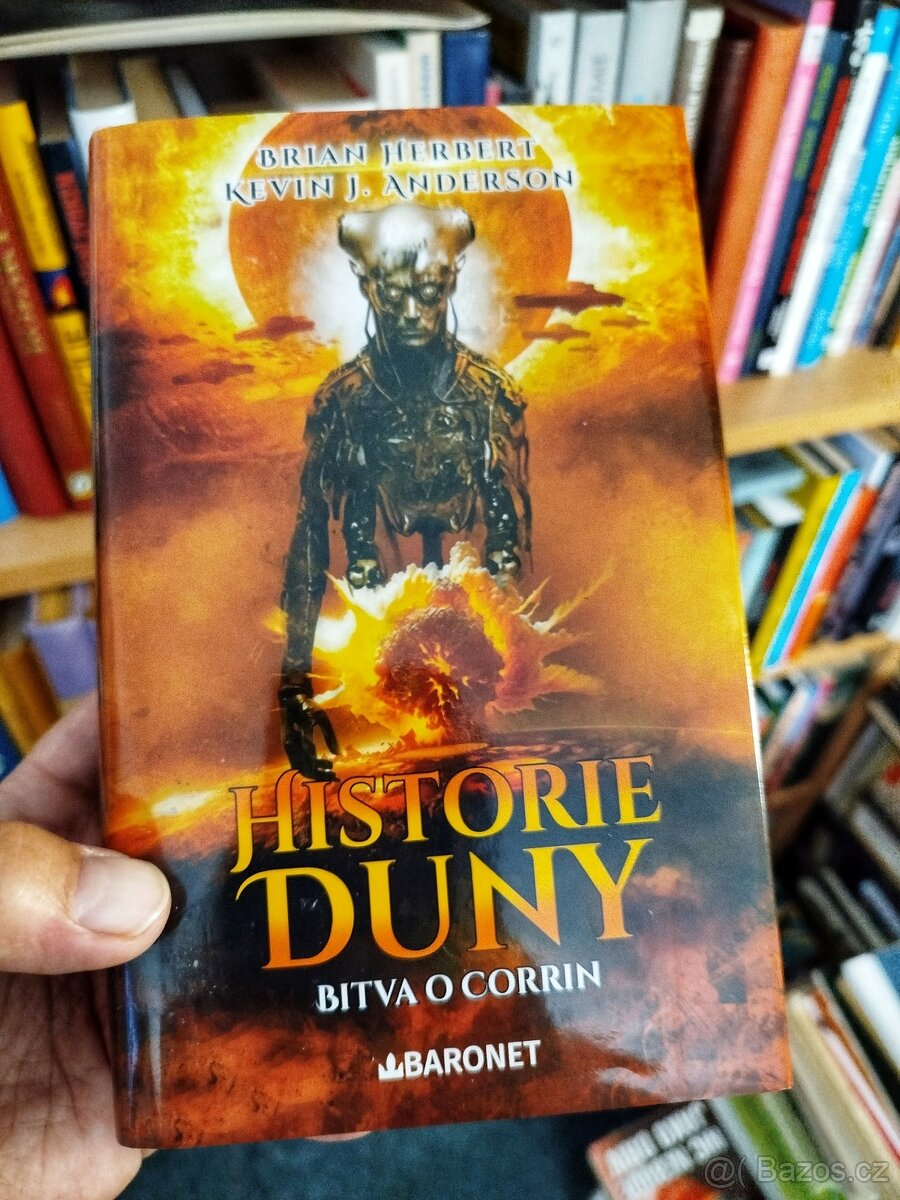 Brian Herbert
Kevin J. Anderson
Historie
Duny
Bitva o Corrin
BARONET
@( Bazos.cz